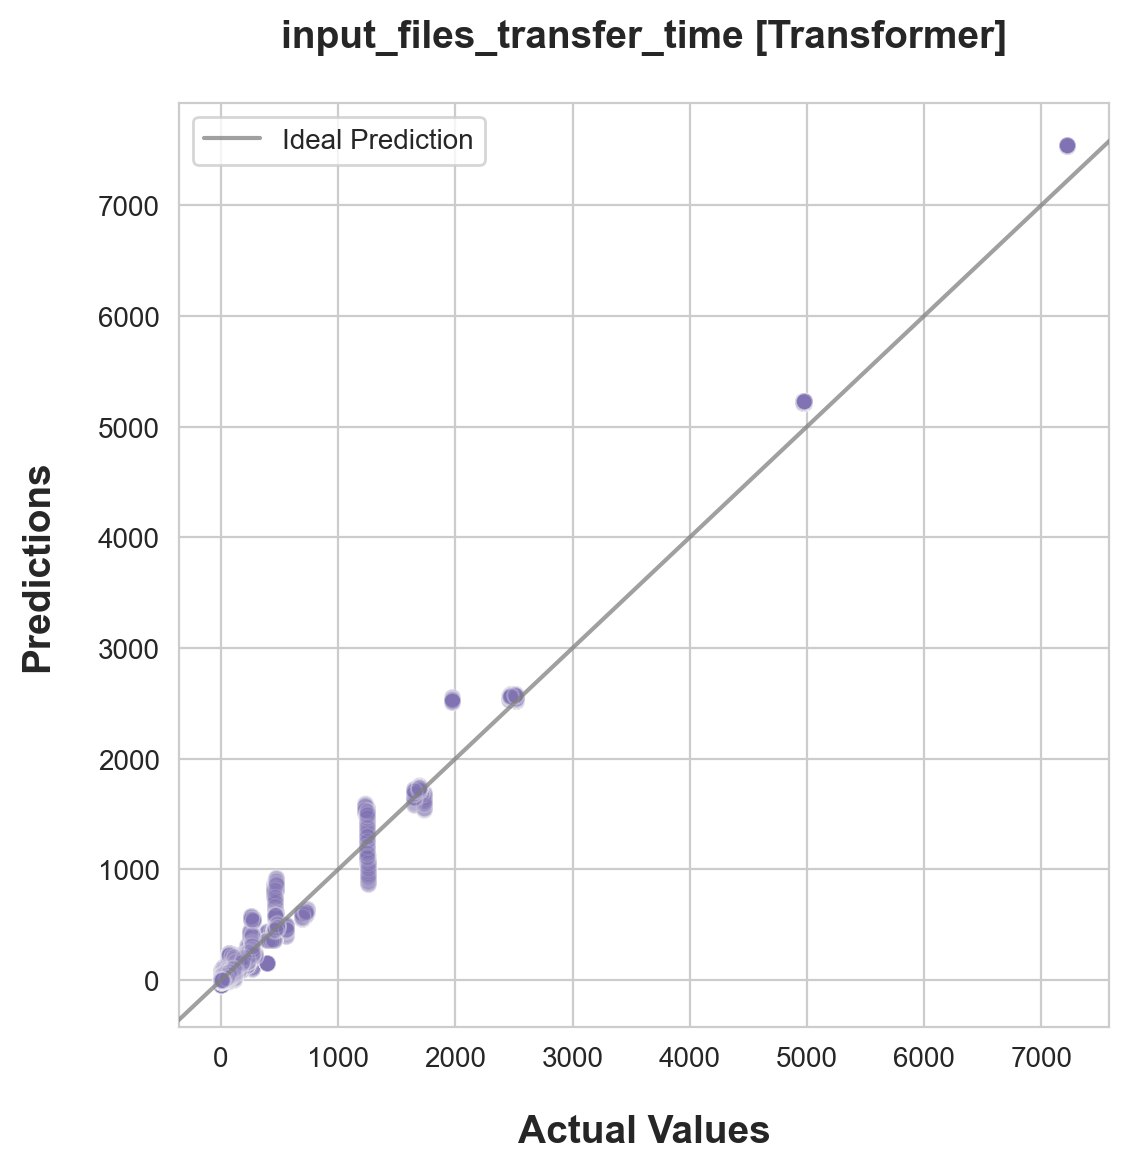 input_files_transfer_time [Transformer]
Ideal Prediction
7000
6000
5000
4000
3000
2000
1000
0
Predictions
0 1000 2000 3000 4000 5000 6000 7000
Actual Values